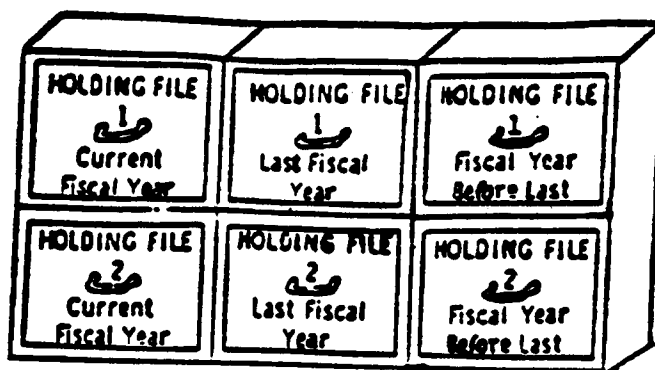 HOLDING FILE
1
Current
Fiscal Year
HOLDING FILE
1
Last Fiscal
Year
HOLDING FILE
1
Fiscal Year
Before Last
HOLDING FILE
2
Current
Fiscal Year
HOLDING FILE
2
Last Fiscal
Year
HOLDING FILE
2
Fiscal Year
Before Last